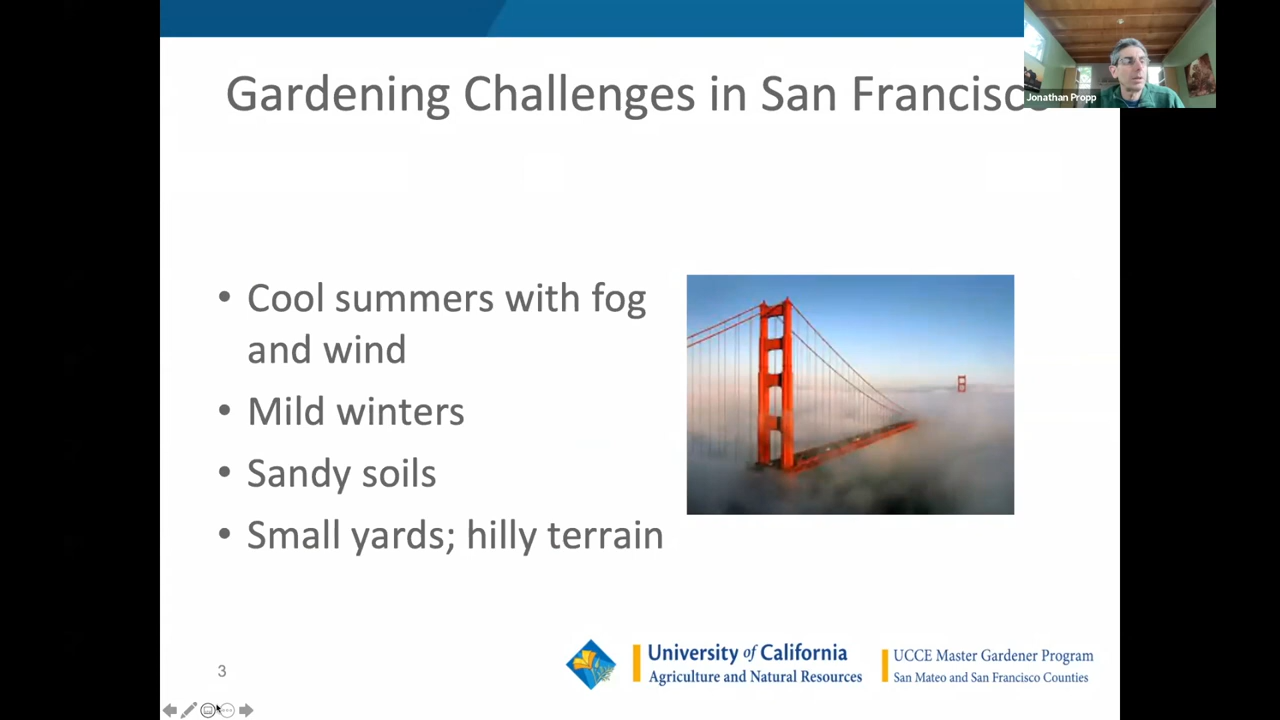 Gardening Challenges in San Francisc
Jonathan Propp
• Cool summers with fog
and wind
• Mild winters
• Sandy soils
• Small yards; hilly terrain
3
University of California
Agriculture and Natural Resources
UCCE Master Gardener Program
San Mateo and San Francisco Counties